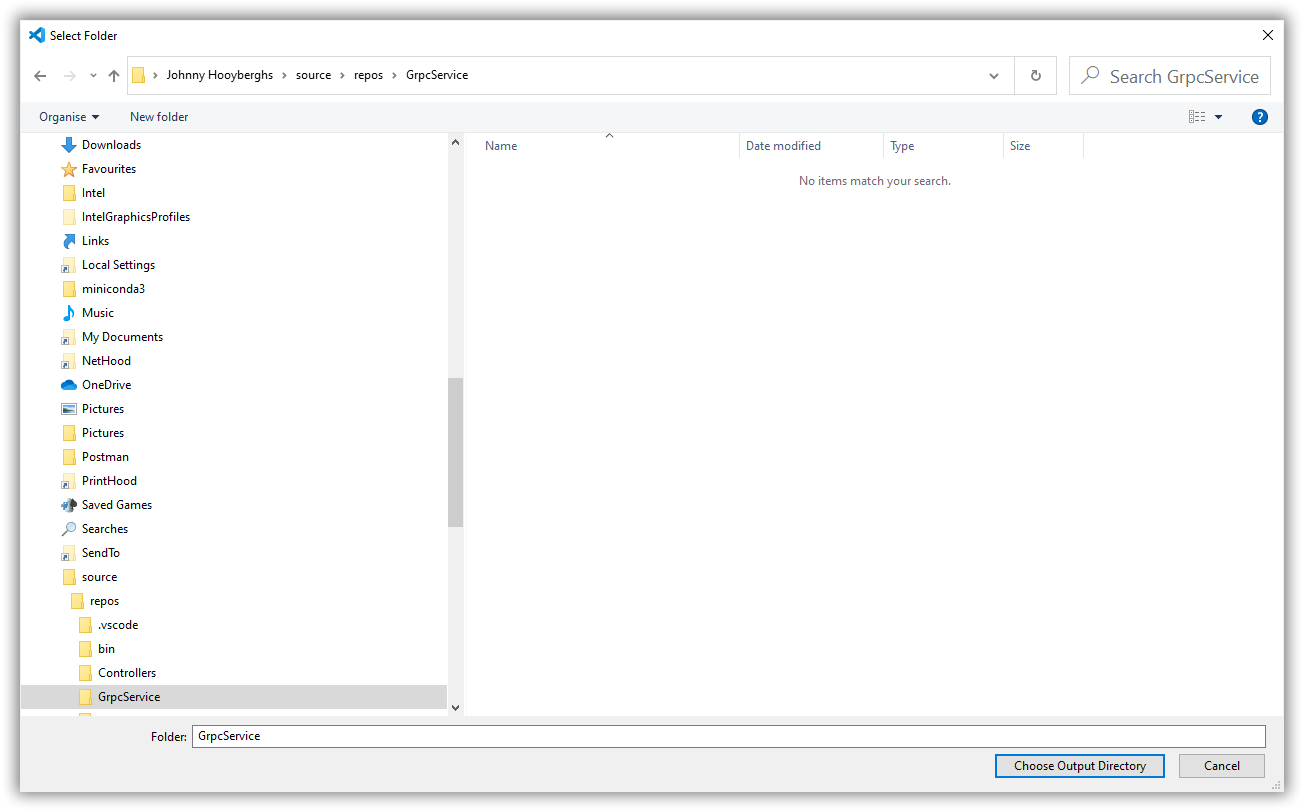 Select Folder
Johnny Hooyberghs > source > repos > GrpcService
Search GrpcService
Organise
New folder
?
Name
Date modified
Type
Size
No items match your search.
Downloads
Favourites
Intel
IntelGraphicsProfiles
Links
Local Settings
miniconda3
Music
My Documents
NetHood
OneDrive
Pictures
Pictures
Postman
PrintHood
Saved Games
Searches
SendTo
source
repos
.vscode
bin
Controllers
GrpcService
Folder: GrpcService
Choose Output Directory
Cancel